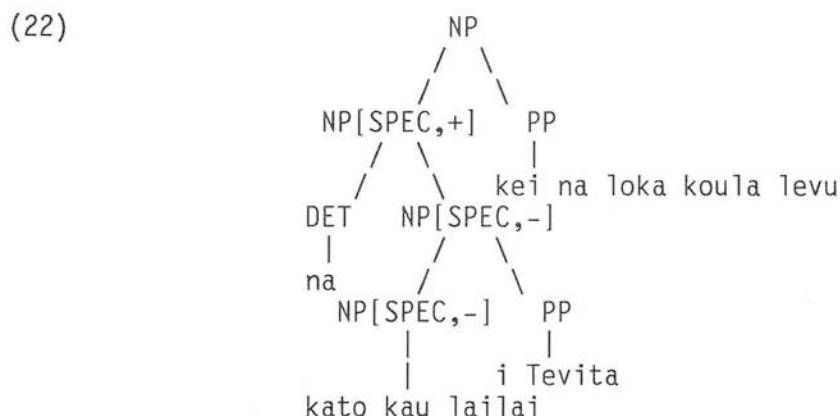 (22) NP
NP[SPEC,+] PP
kei na loka koula levu
DET NP[SPEC,-]
na
NP[SPEC,-] PP
i Tevita
kato kau lailai